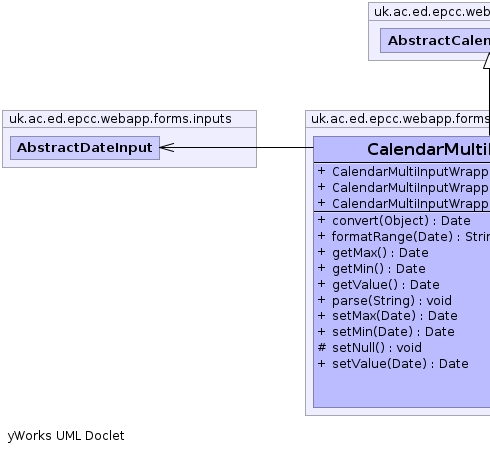 uk.ac.ed.epcc.web
AbstractCalen
uk.ac.ed.epcc.webapp.forms.inputs
AbstractDateInput
uk.ac.ed.epcc.webapp.forms
CalendarMulti
+ CalendarMultiInputWrapp
+ CalendarMultiInputWrapp
+ CalendarMultiInputWrapp
+ convert(Object) : Date
+ formatRange(Date) : Strin
+ getMax() : Date
+ getMin() : Date
+ getValue() : Date
+ parse(String) : void
+ setMax(Date) : Date
+ setMin(Date) : Date
# setNull() : void
+ setValue(Date) : Date
yWorks UML Doclet